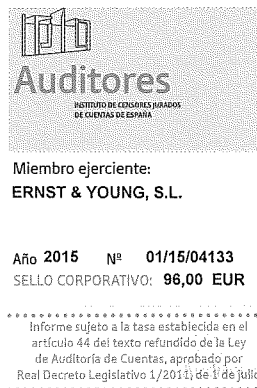 Auditores
INSTITUTO DE CENSORES JURADOS
DE CUENTAS DE ESPAÑA
Miembro ejerciente:
ERNST & YOUNG, S.L.
Año 2015 Nº 01/15/04133
SELLO CORPORATIVO: 96,00 EUR
Informe sujeto a la tasa establecida en el
artículo 44 del texto refundido de la Ley
de Auditoría de Cuentas, aprobado por
Real Decreto Legislativo 1/2011, de 1 de julio